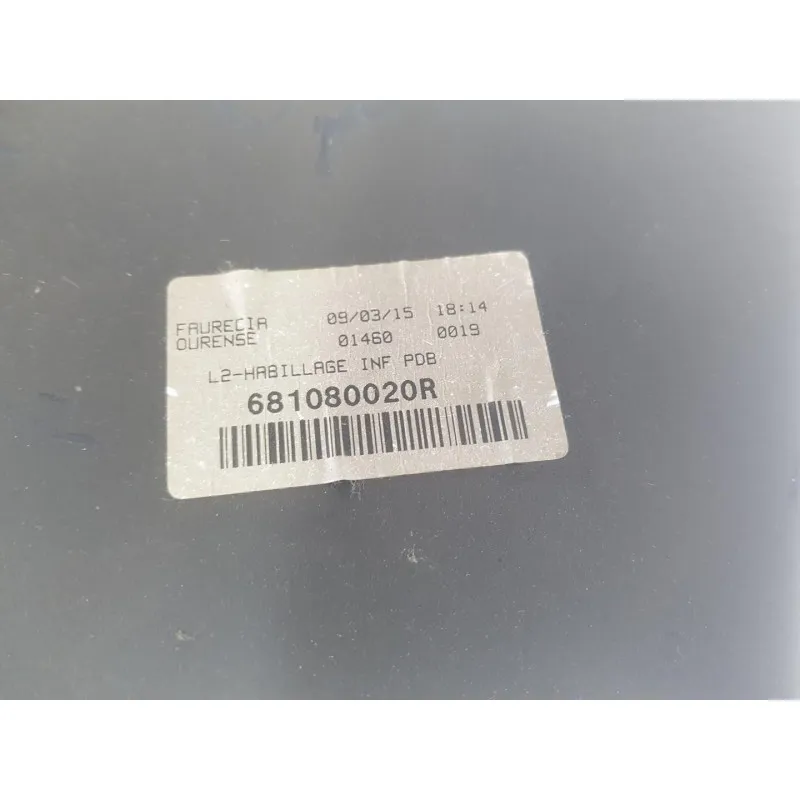 FAURECIA 09/03/15 18:14
OURENSE 01460 0019
L2-HABILLAGE INF PDB
681080020R